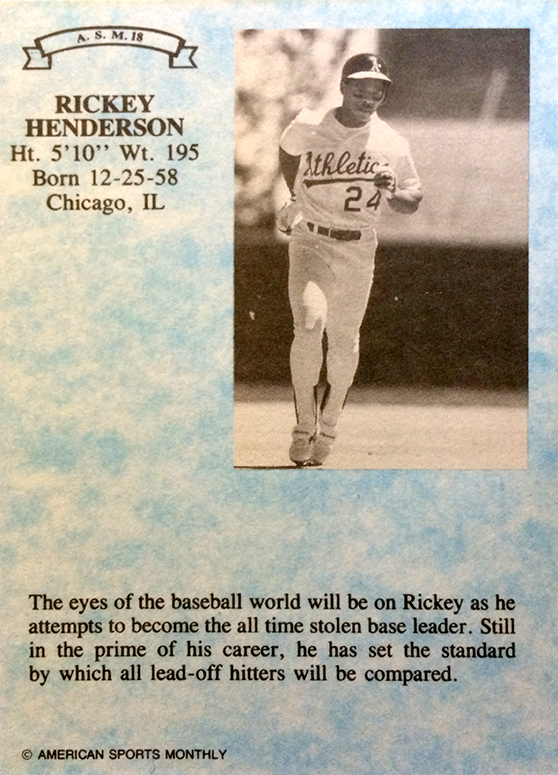 A. S. M. 18
RICKEY
HENDERSON
Ht. 5'10'' Wt. 195
Born 12-25-58
Chicago, IL
A
Athletic
24
The eyes of the baseball world will be on Rickey as he
attempts to become the all time stolen base leader. Still
in the prime of his career, he has set the standard
by which all lead-off hitters will be compared.
© AMERICAN SPORTS MONTHLY